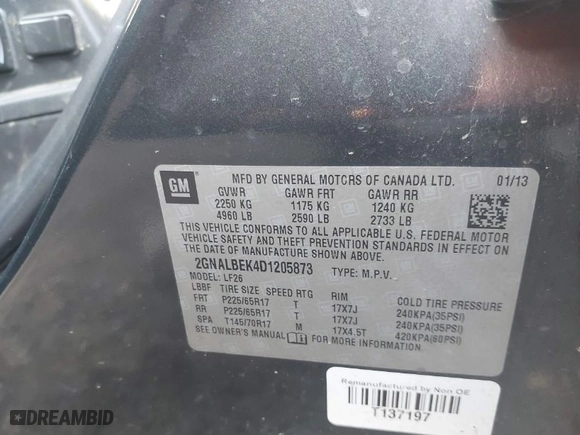 GM
MFD BY GENERAL MOTORS OF CANADA LTD. 01/13
GVWR GAWR FRT GAWR RR
2250 KG 1175 KG 1240 KG
4960 LB 2590 LB 2733 LB
THIS VEHICLE CONFORMS TO ALL APPLICABLE U.S. FEDERAL MOTOR
VEHICLE SAFETY AND THEFT PREVENTION STANDARDS IN EFFECT ON
THE DATE OF MANUFACTURE SHOWN ABOVE.
2GNALBEK4D1205873 TYPE: M.P.V.
MODEL: LF26
LBBF TIRE SIZE SPEED RTG RIM COLD TIRE PRESSURE
FRT P225/65R17 T 17X7J 240KPA(35PSI)
RR P225/65R17 T 17X7J 240KPA(35PSI)
SPA T145/70R17 M 17X4.5T 420KPA(60PSI)
SEE OWNER'S MANUAL FOR MORE INFORMATION
Remanufactured by Non OE
T137197
DREAMBID